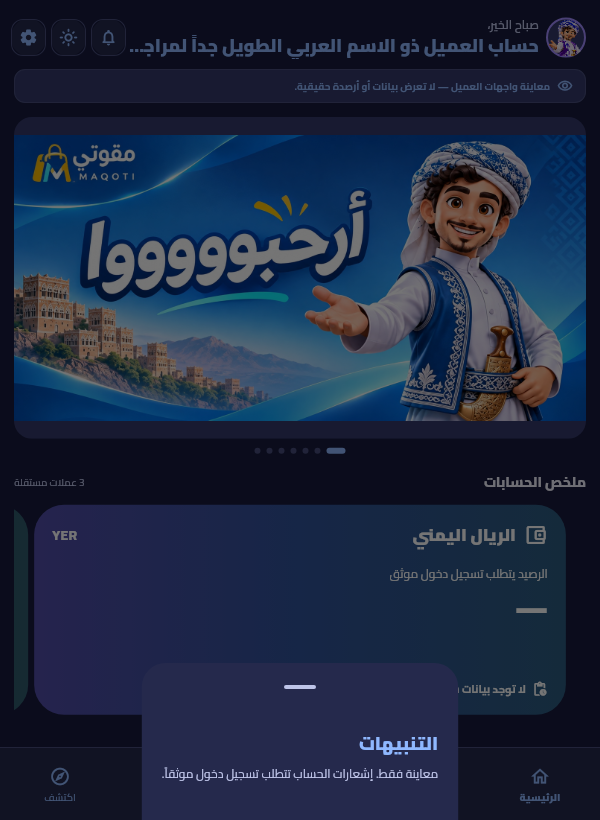 صباح الخير،
حساب العميل ذو الاسم العربي الطويل جداً لمراجـ...
معاينة واجهات العميل — لا تعرض بيانات أو أرصدة حقيقية.
مقوتي
MAQOTI
أرحبوووووا
ملخص الحسابات
3 عملات مستقلة
الريال اليمني
YER
الرصيد يتطلب تسجيل دخول موثق
—
لا توجد بيانات
التنبيهات
معاينة فقط. إشعارات الحساب تتطلب تسجيل دخول موثقاً.
الرئيسية
اكتشف